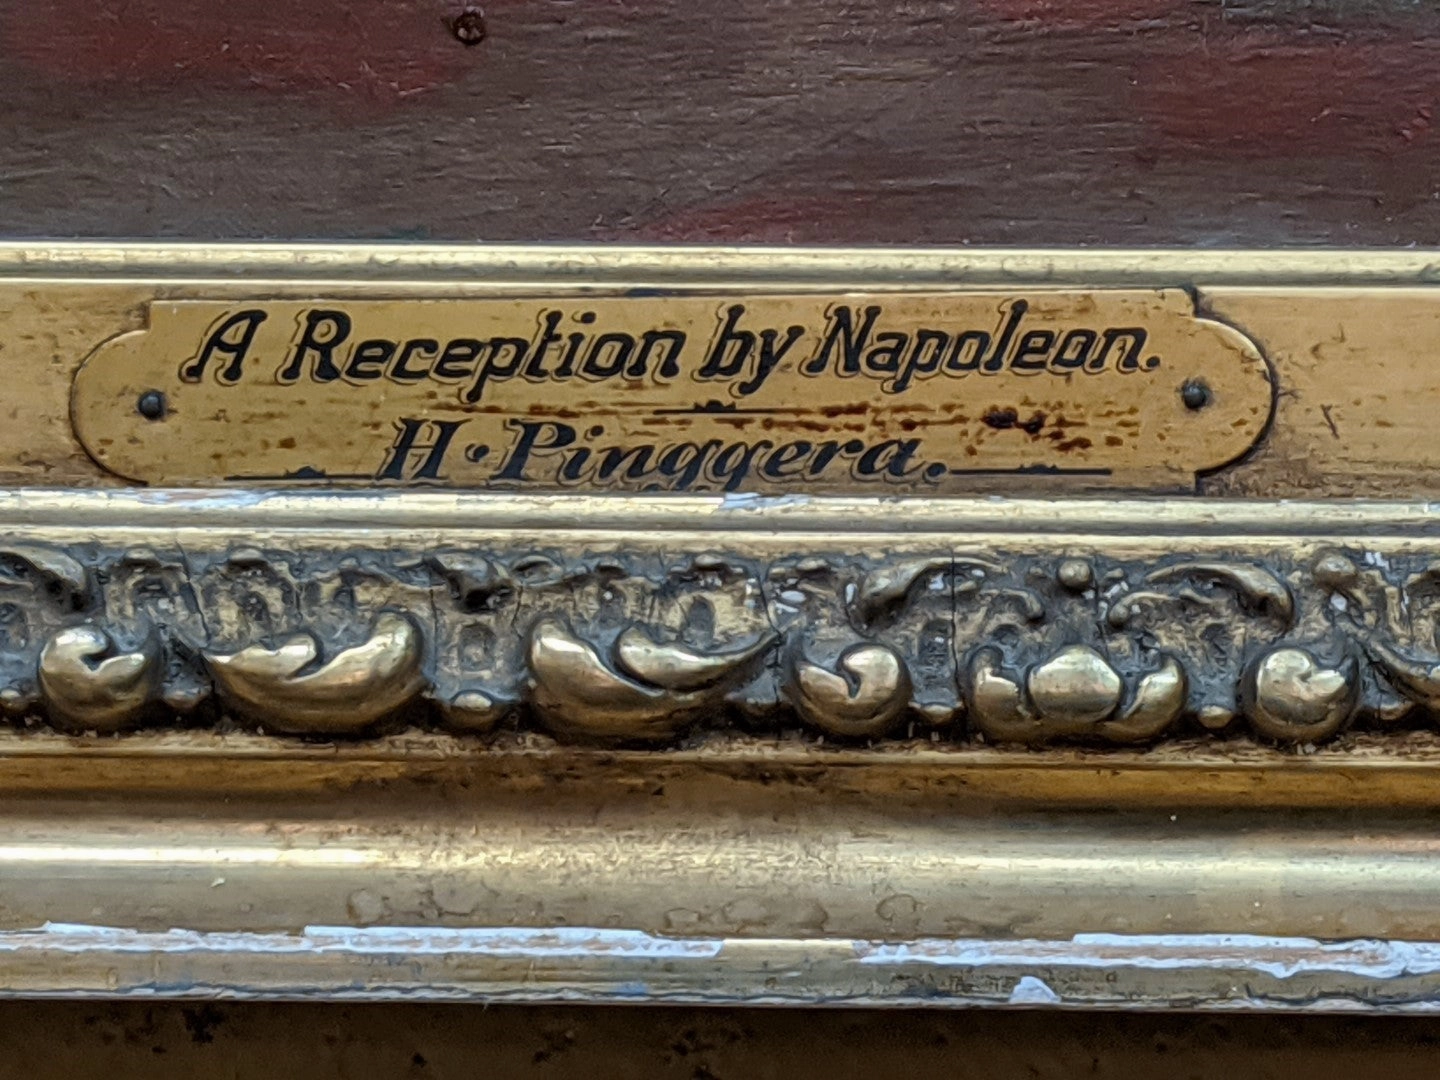 A Reception by Napoleon.
H. Pinggera.